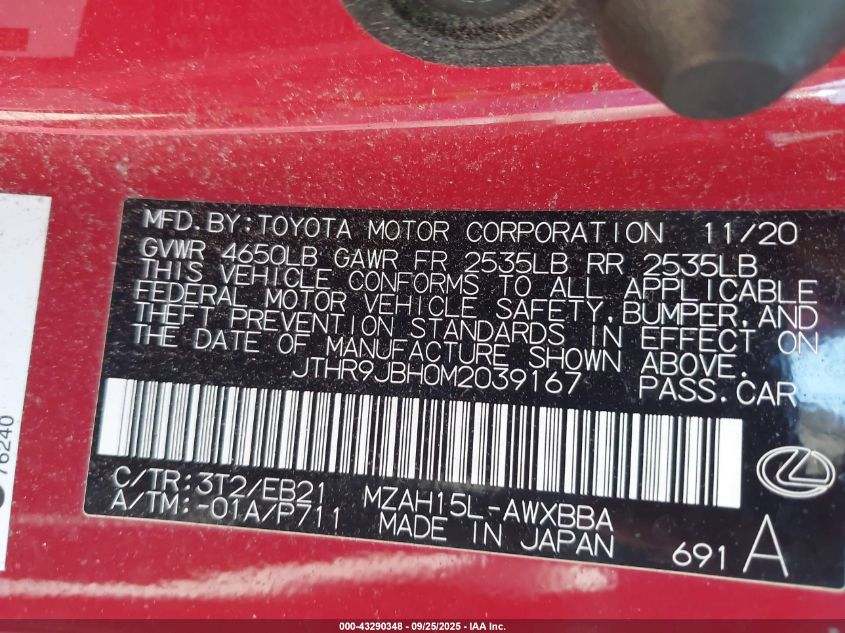 MFD.BY:TOYOTA MOTOR CORPORATION 11/20
GVWR 4650LB GAWR FR 2535LB RR 2535LB
THIS VEHICLE CONFORMS TO ALL APPLICABLE
FEDERAL MOTOR VEHICLE SAFETY,BUMPER,AND
THEFT PREVENTION STANDARDS IN EFFECT ON
THE DATE OF MANUFACTURE SHOWN ABOVE.
JTHR9JBH0M2039167 PASS.CAR
C/TR:3T2/EB21 MZAH15L-AWXBBA
A/TM:-01A/P711 MADE IN JAPAN
691 A
76240
000-43290348 - 09/25/2025 - IAA Inc.